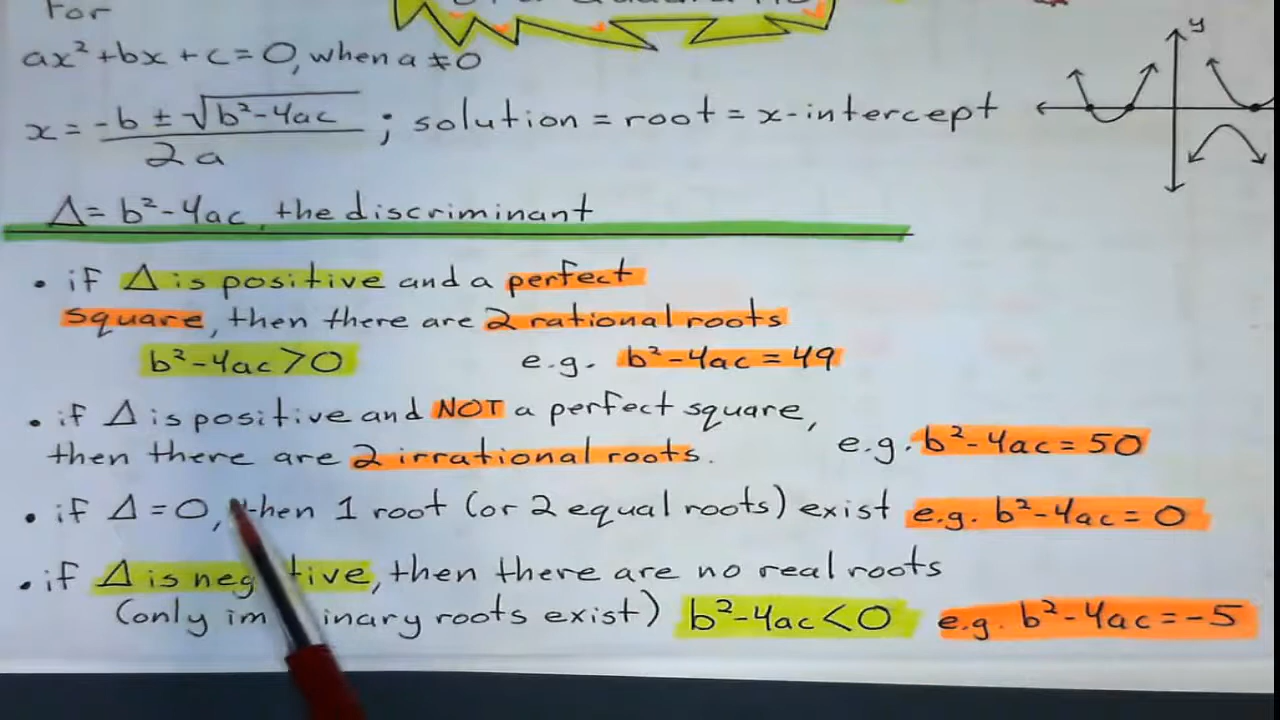 For
ax²+bx+c=0, when a≠0
x = -b ± √b²-4ac / 2a ; solution = root = x-intercept
y
Δ = b²-4ac, the discriminant
• if Δ is positive and a perfect
square, then there are 2 rational roots
b²-4ac>0 e.g. b²-4ac = 49
• if Δ is positive and NOT a perfect square,
then there are 2 irrational roots. e.g. b²-4ac = 50
• if Δ = 0, then 1 root (or 2 equal roots) exist e.g. b²-4ac = 0
• if Δ is negative, then there are no real roots
(only imaginary roots exist) b²-4ac<0 e.g. b²-4ac = -5